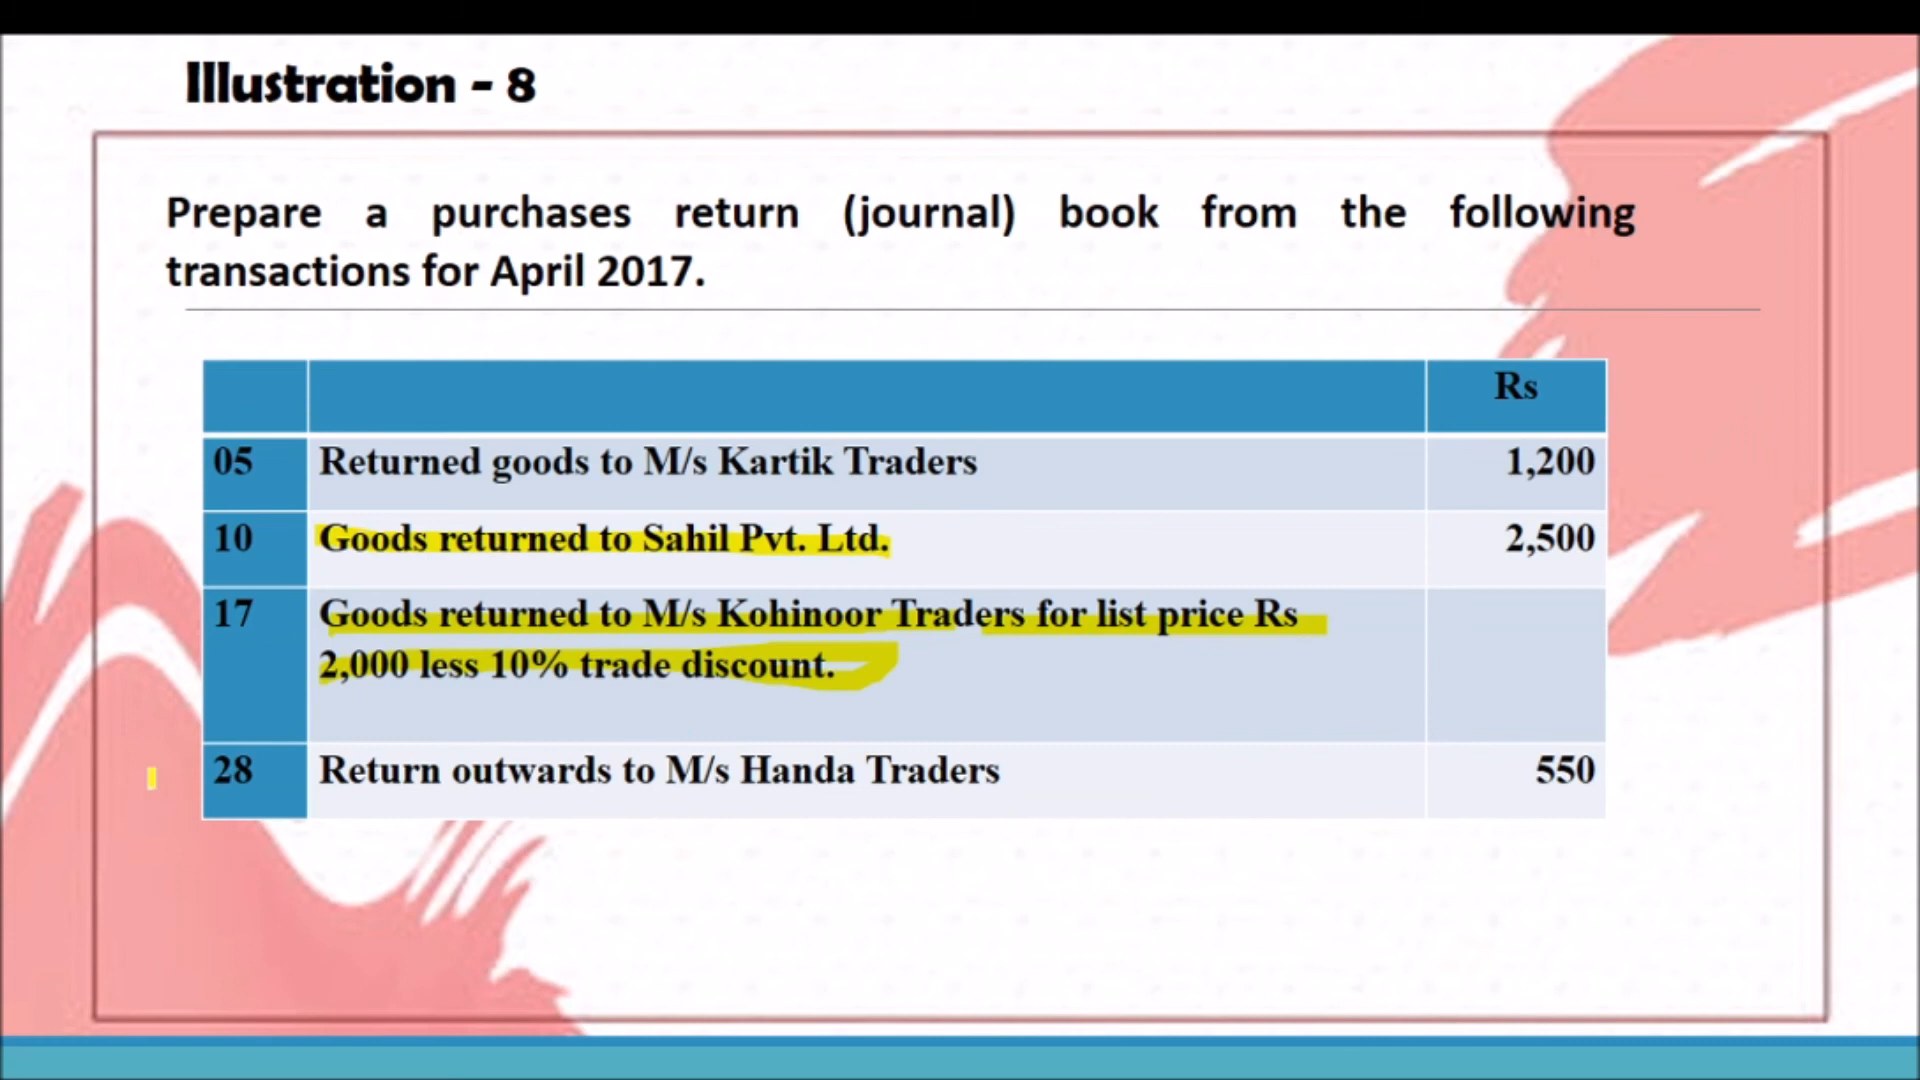 Illustration - 8
Prepare a purchases return (journal) book from the following
transactions for April 2017.
Rs
05 Returned goods to M/s Kartik Traders 1,200
10 Goods returned to Sahil Pvt. Ltd. 2,500
17 Goods returned to M/s Kohinoor Traders for list price Rs
2,000 less 10% trade discount.
28 Return outwards to M/s Handa Traders 550